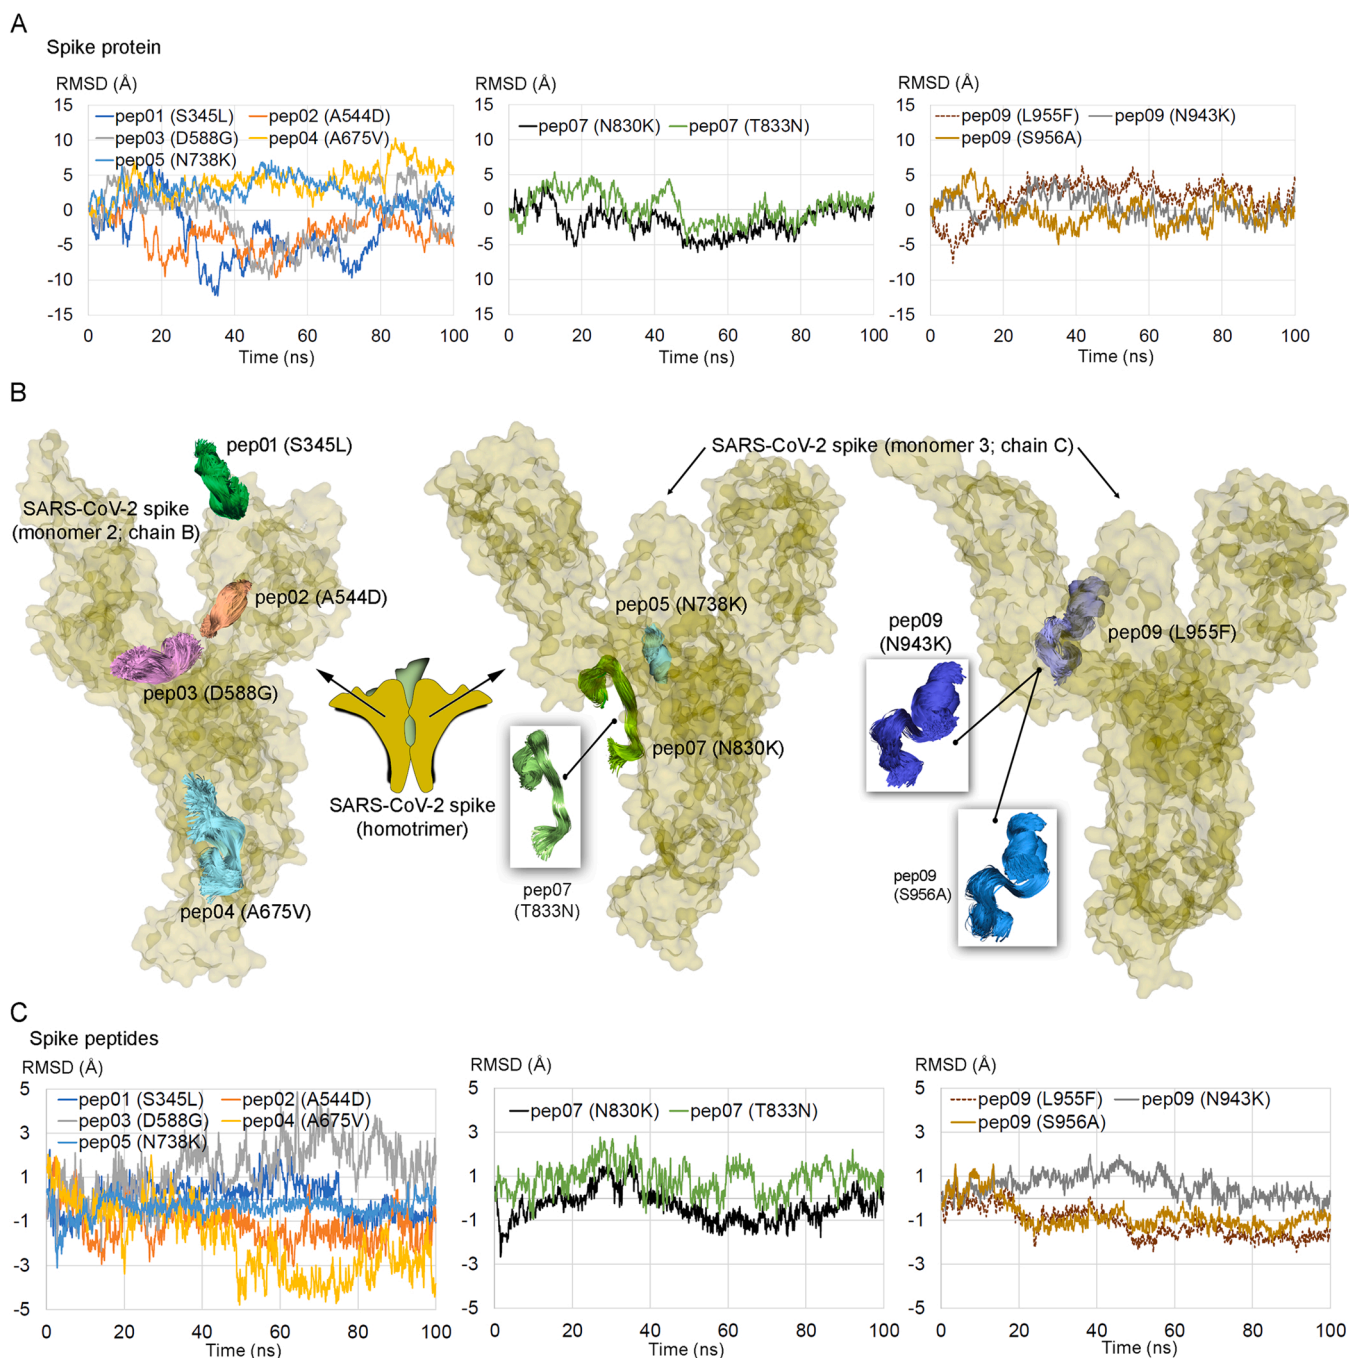 A
Spike protein
RMSD (Å)
pep01 (S345L)
pep02 (A544D)
pep03 (D588G)
pep04 (A675V)
pep05 (N738K)
15
10
5
0
-5
-10
-15
0 20 40 60 80 100
Time (ns)
RMSD (Å)
pep07 (N830K)
pep07 (T833N)
15
10
5
0
-5
10
15
0 20 40 60 80 100
Time (ns)
RMSD (Å)
pep09 (L955F)
pep09 (N943K)
pep09 (S956A)
15
10
5
0
-5
-10
-15
0 20 40 60 80 100
Time (ns)
B
pep01 (S345L)
SARS-CoV-2 spike
(monomer 2; chain B)
pep02 (A544D)
pep03 (D588G)
pep04 (A675V)
SARS-CoV-2 spike
(homotrimer)
SARS-CoV-2 spike (monomer 3; chain C)
pep05 (N738K)
pep07 (N830K)
pep07
(T833N)
pep09
(N943K)
pep09 (L955F)
pep09
(S956A)
C
Spike peptides
RMSD (Å)
pep01 (S345L)
pep02 (A544D)
pep03 (D588G)
pep04 (A675V)
pep05 (N738K)
5
3
1
-1
-3
-5
0 20 40 60 80 100
Time (ns)
RMSD (Å)
pep07 (N830K)
pep07 (T833N)
5
3
1
-1
-3
-5
0 20 40 60 80 100
Time (ns)
RMSD (Å)
pep09 (L955F)
pep09 (N943K)
pep09 (S956A)
5
3
1
-1
-3
-5
0 20 40 60 80 100
Time (ns)